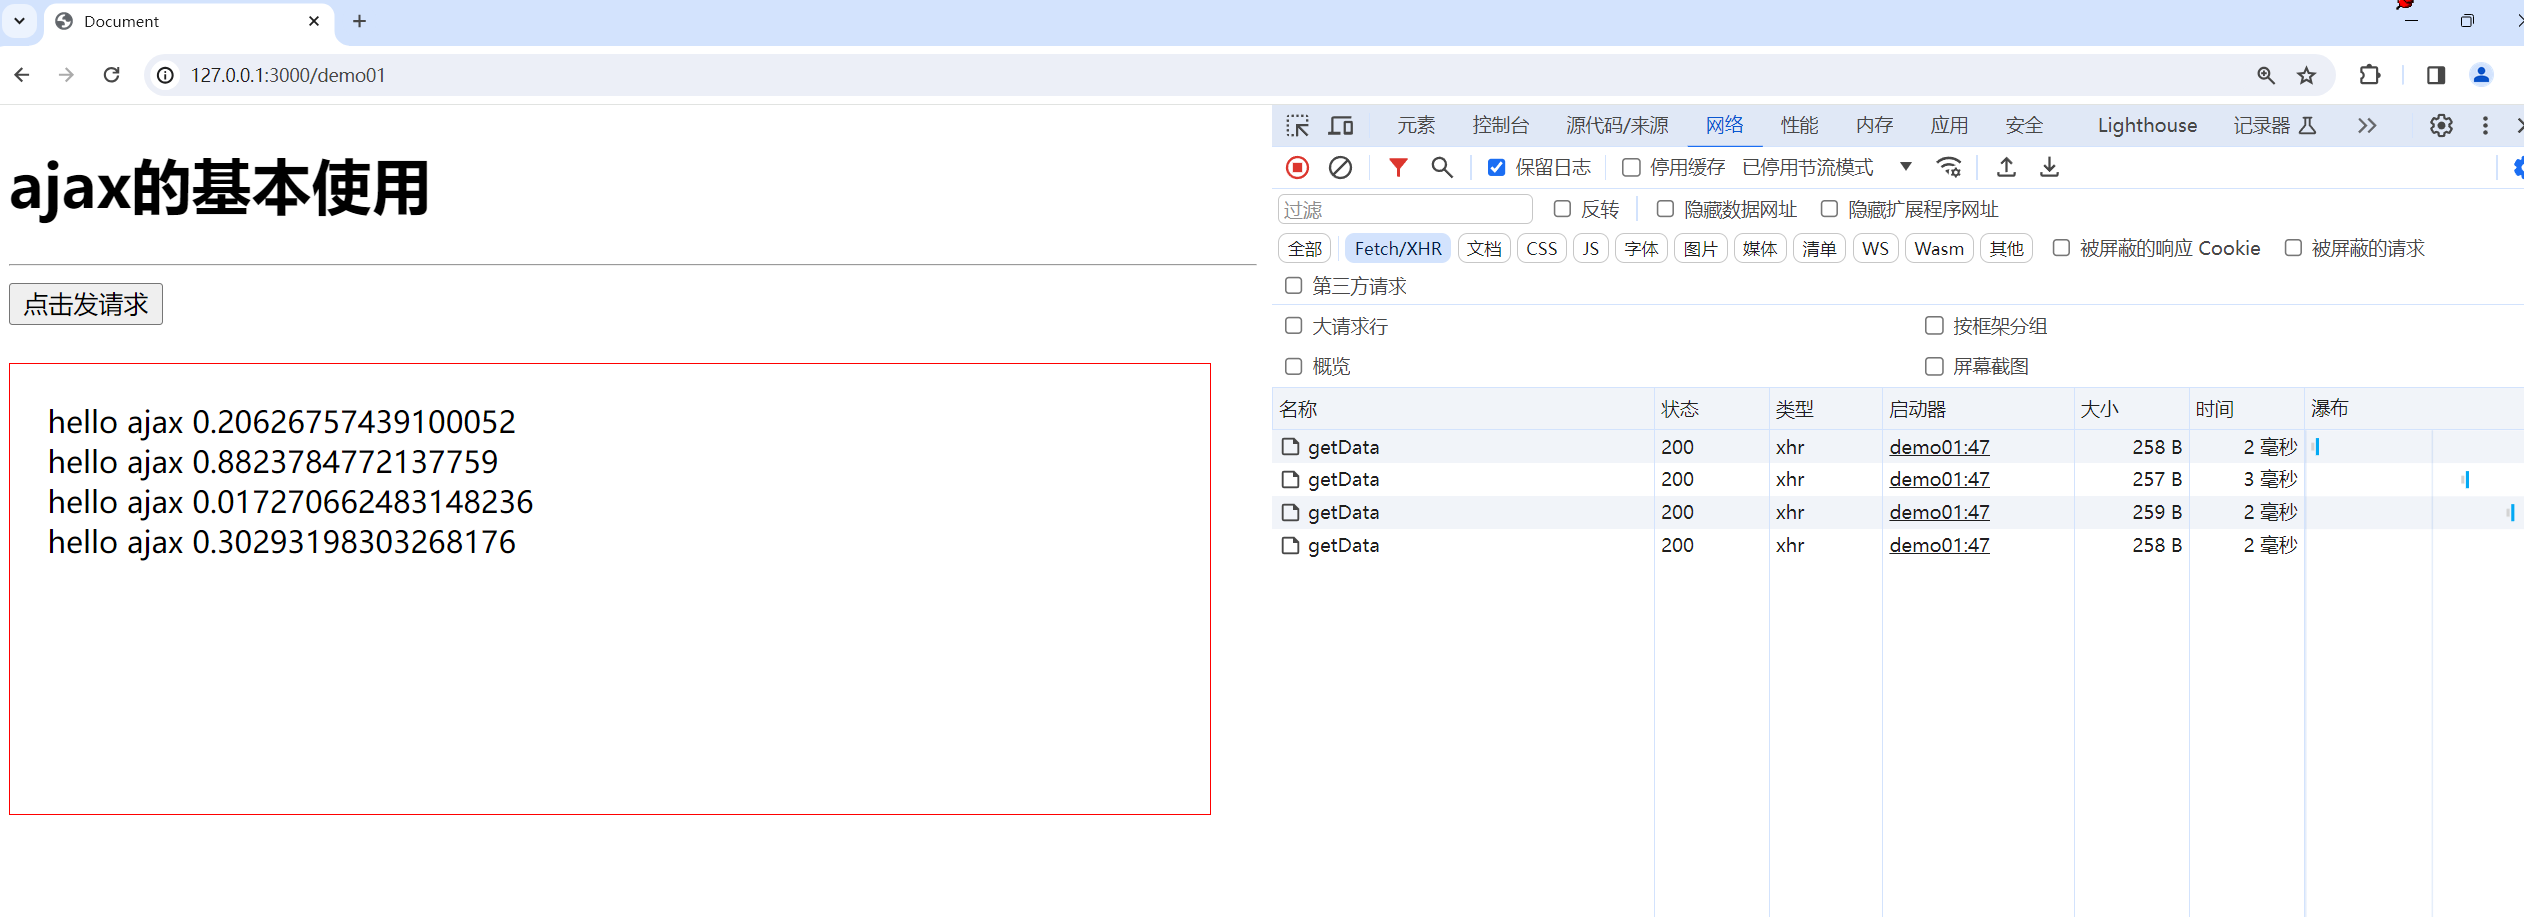 Document
127.0.0.1:3000/demo01
ajax的基本使用
点击发请求
hello ajax 0.20626757439100052
hello ajax 0.8823784772137759
hello ajax 0.017270662483148236
hello ajax 0.30293198303268176
元素 控制台 源代码/来源 网络 性能 内存 应用 安全 Lighthouse 记录器
保留日志 停用缓存 已停用节流模式
过滤 反转 隐藏数据网址 隐藏扩展程序网址
全部 Fetch/XHR 文档 CSS JS 字体 图片 媒体 清单 WS Wasm 其他 被屏蔽的响应 Cookie 被屏蔽的请求
第三方请求
大请求行 按框架分组
概览 屏幕截图
名称 状态 类型 启动器 大小 时间 瀑布
getData 200 xhr demo01:47 258 B 2 毫秒
getData 200 xhr demo01:47 257 B 3 毫秒
getData 200 xhr demo01:47 259 B 2 毫秒
getData 200 xhr demo01:47 258 B 2 毫秒